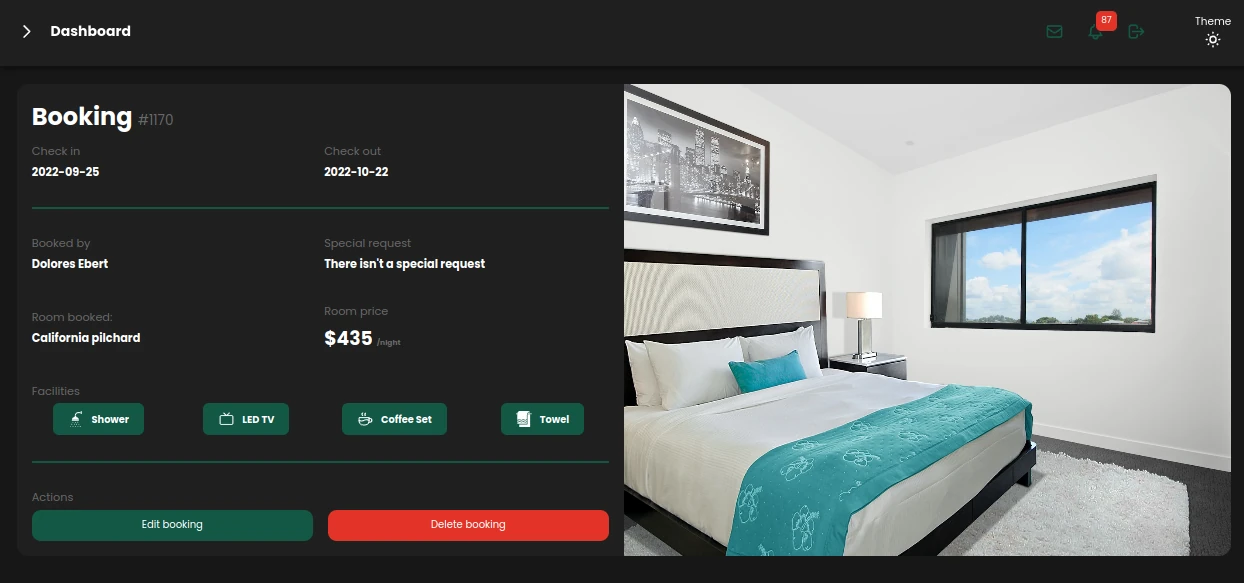 Dashboard
87
Theme
Booking #1170
Check in
Check out
2022-09-25
2022-10-22
Booked by
Special request
Dolores Ebert
There isn't a special request
Room booked:
Room price
California pilchard
$435 /night
Facilities
Shower
LED TV
Coffee Set
Towel
Actions
Edit booking
Delete booking